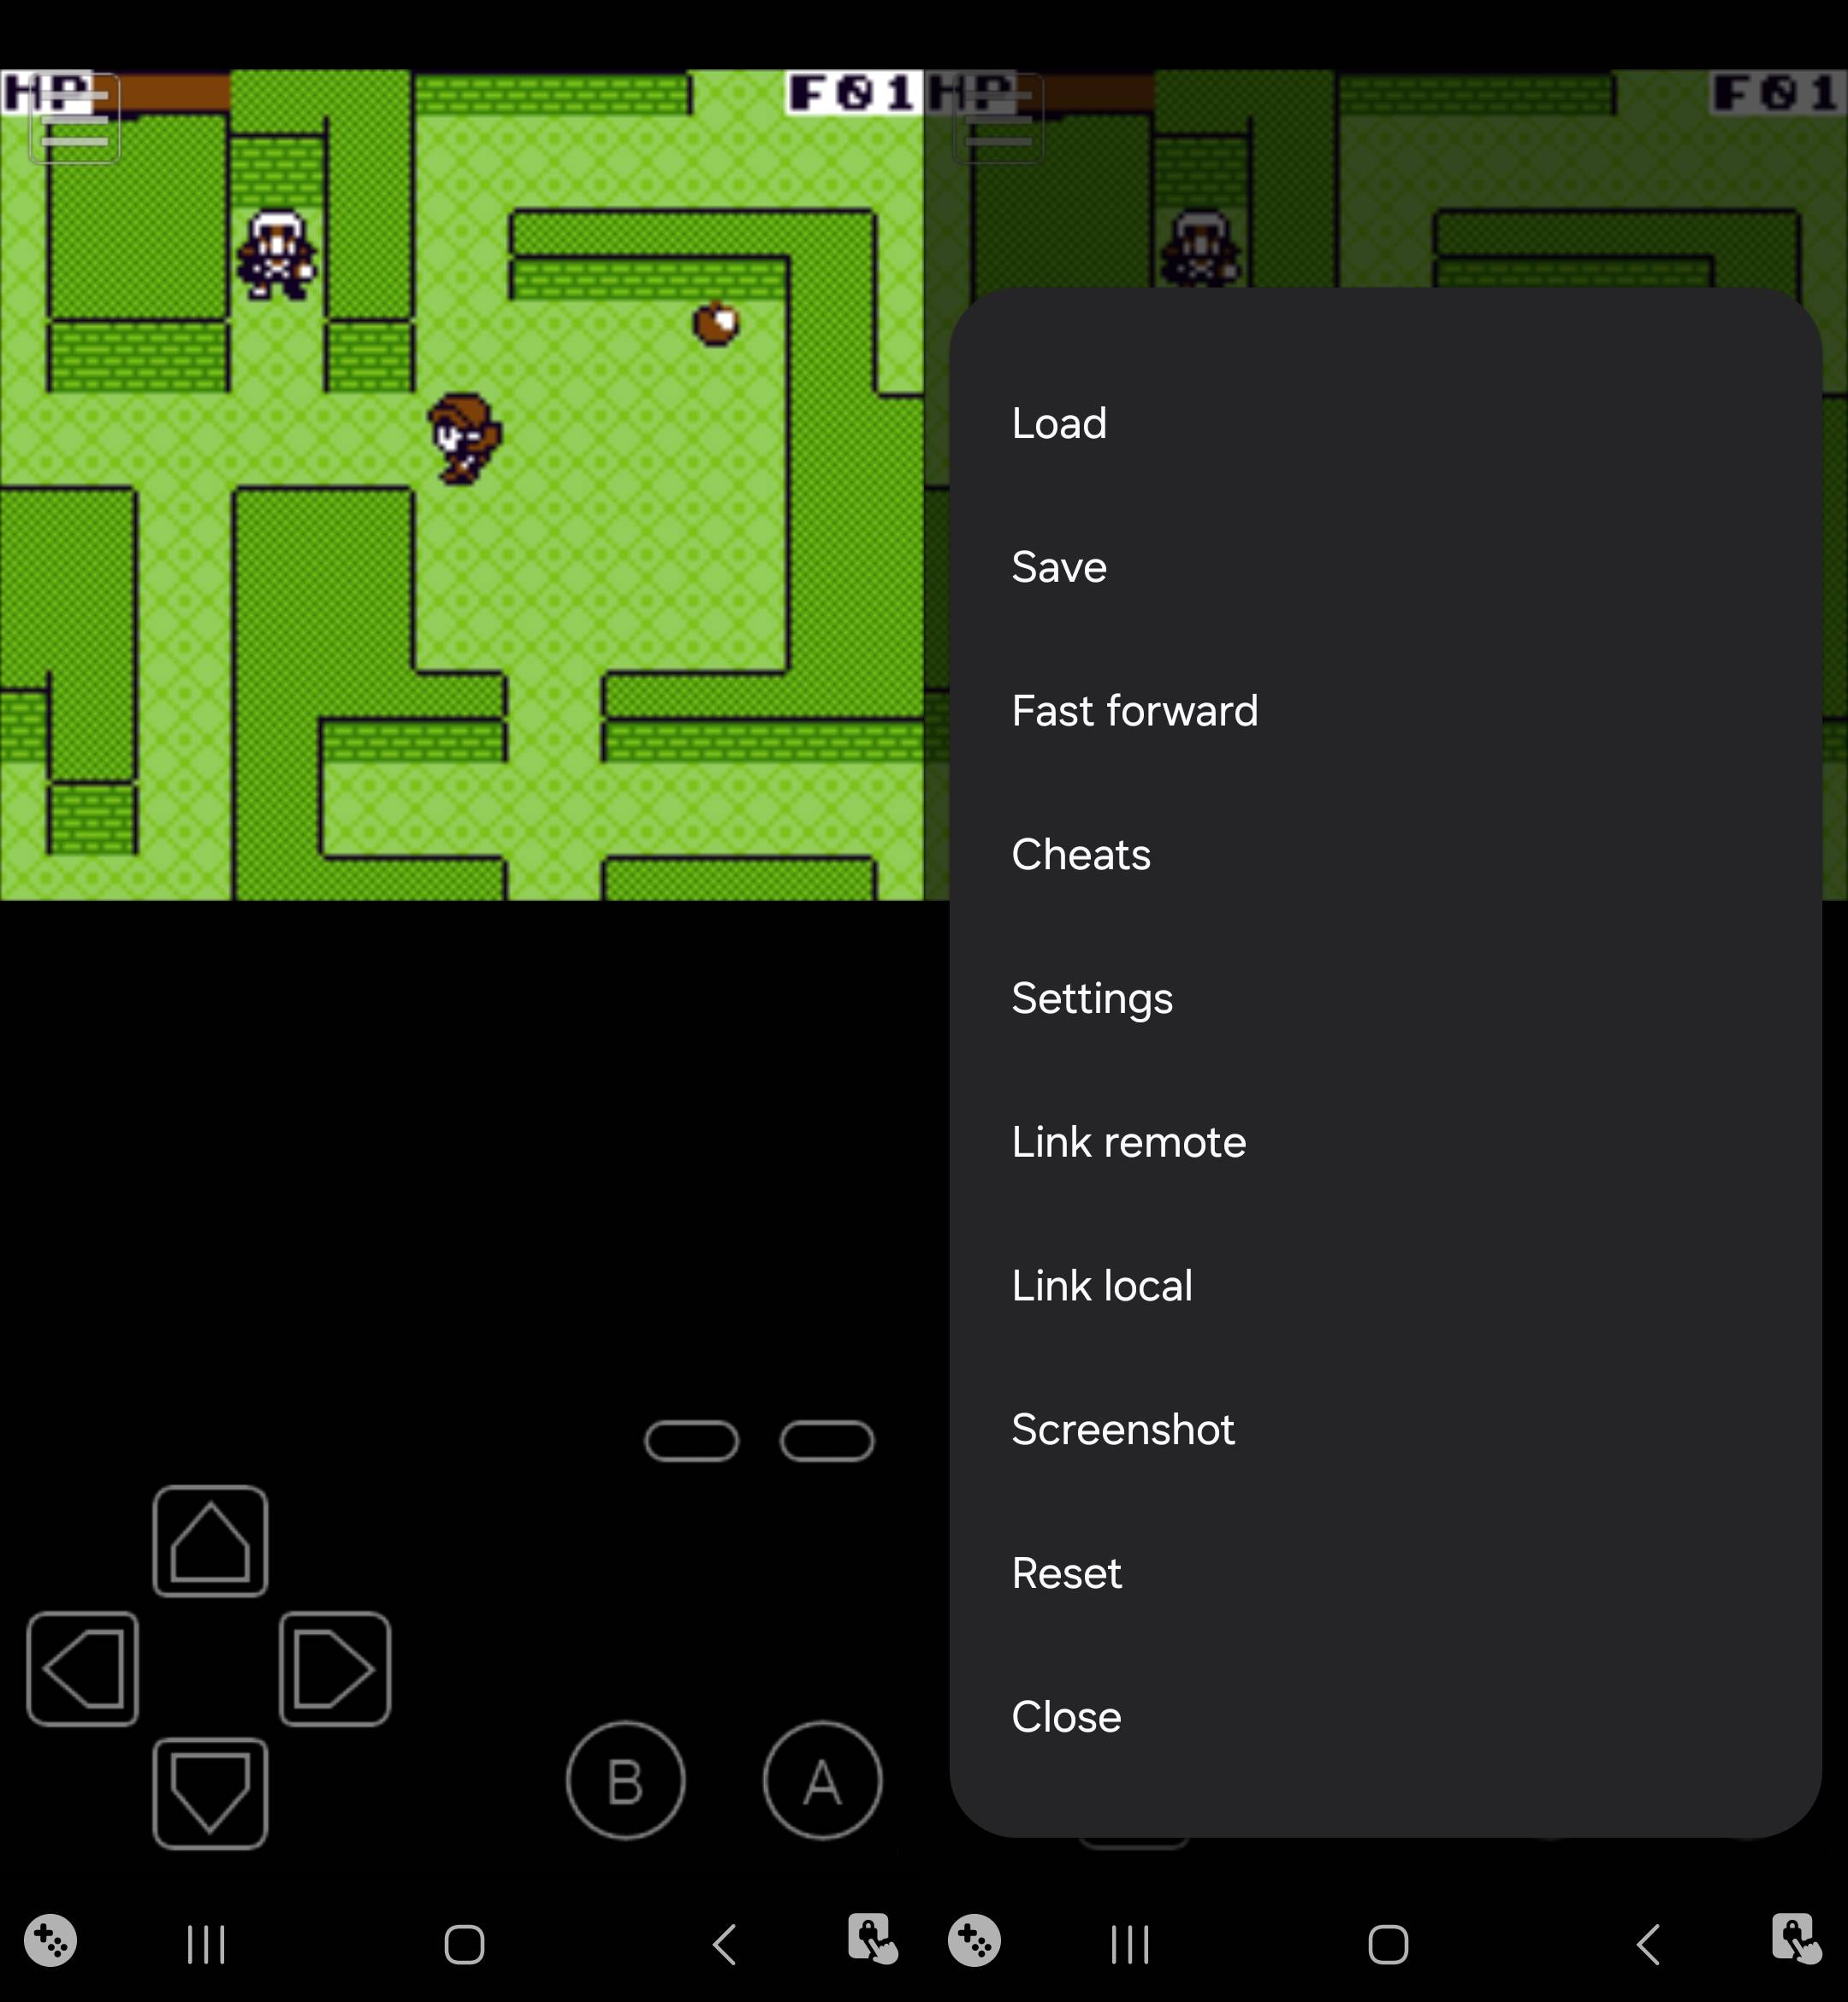 HP
F01
B
A
HP
F01
Load
Save
Fast forward
Cheats
Settings
Link remote
Link local
Screenshot
Reset
Close